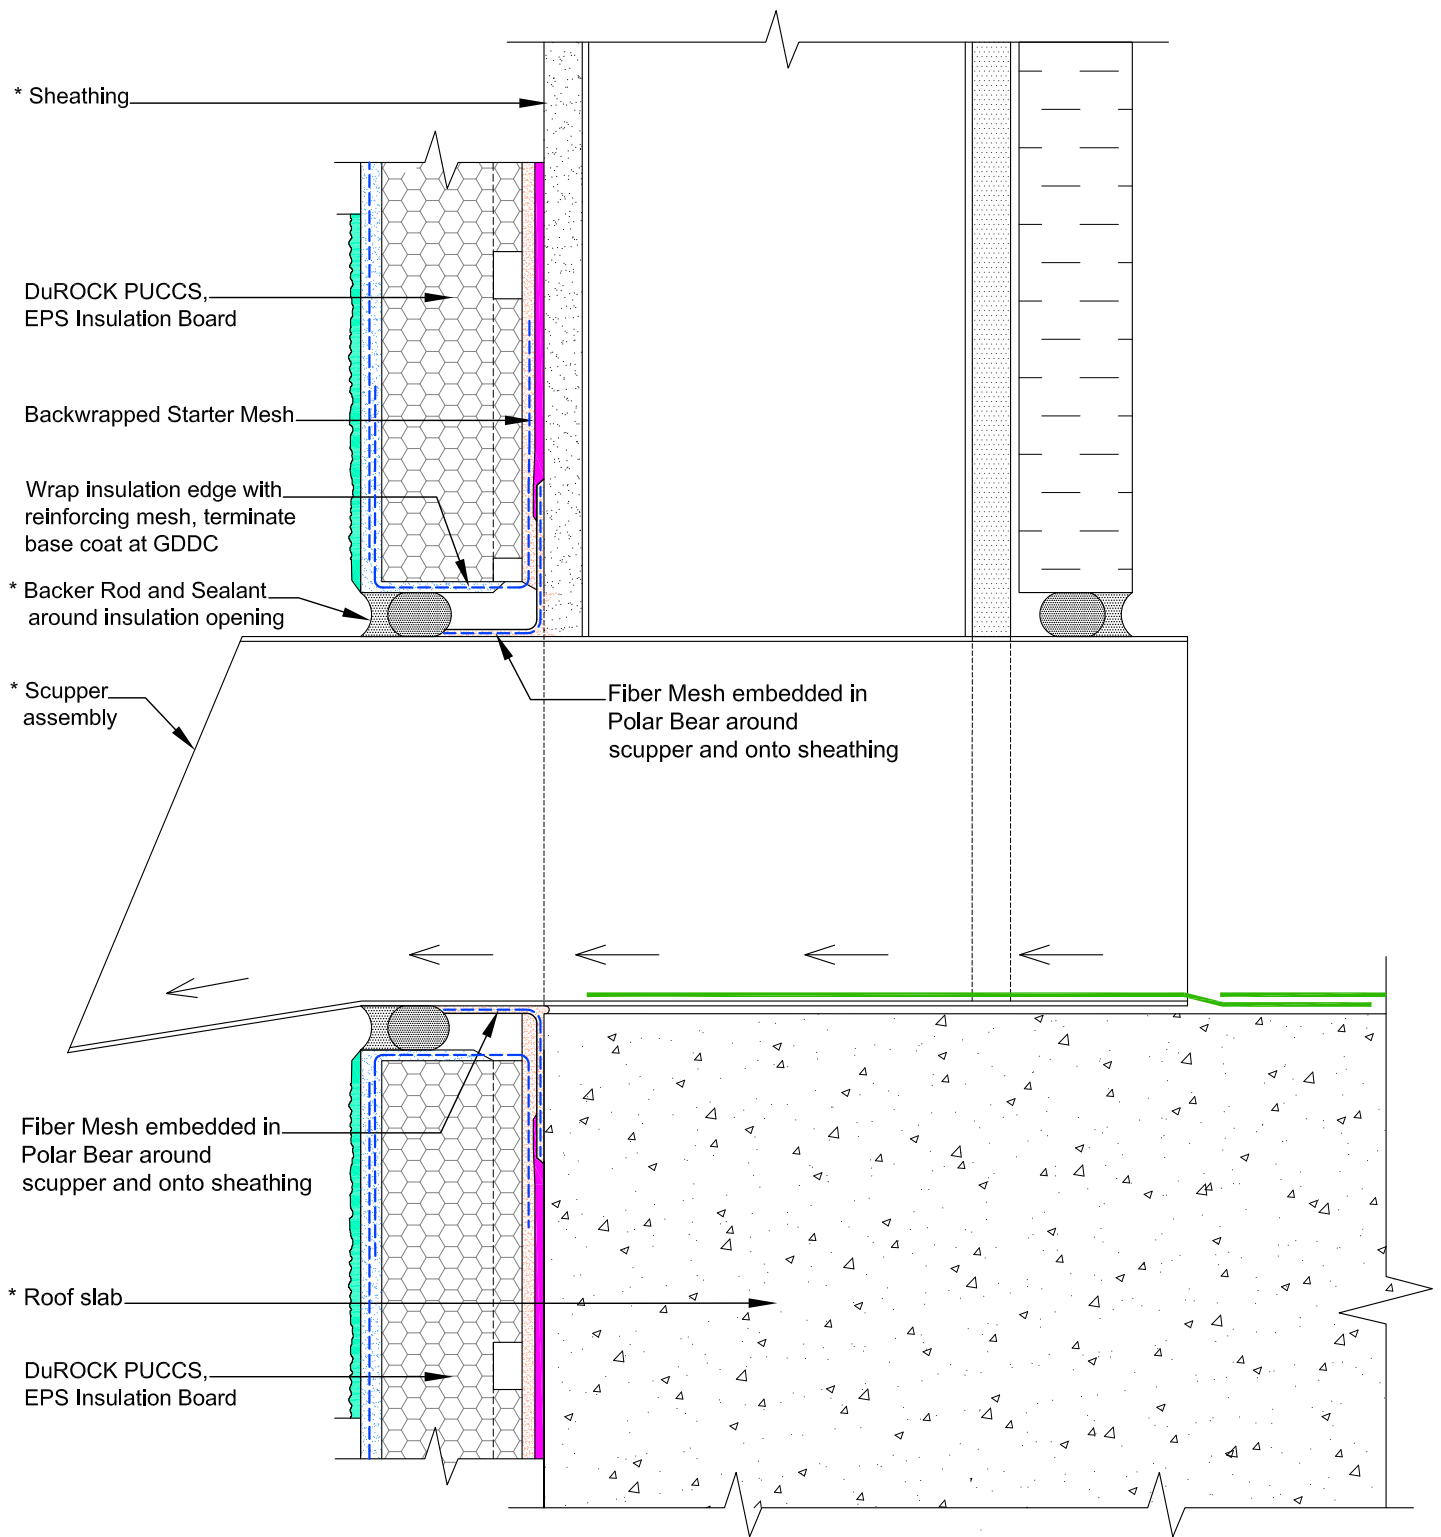 * Sheathing
DuROCK PUCCS,
EPS Insulation Board
Backwrapped Starter Mesh
Wrap insulation edge with
reinforcing mesh, terminate
base coat at GDDC
* Backer Rod and Sealant
around insulation opening
* Scupper
assembly
Fiber Mesh embedded in
Polar Bear around
scupper and onto sheathing
Fiber Mesh embedded in
Polar Bear around
scupper and onto sheathing
* Roof slab
DuROCK PUCCS,
EPS Insulation Board